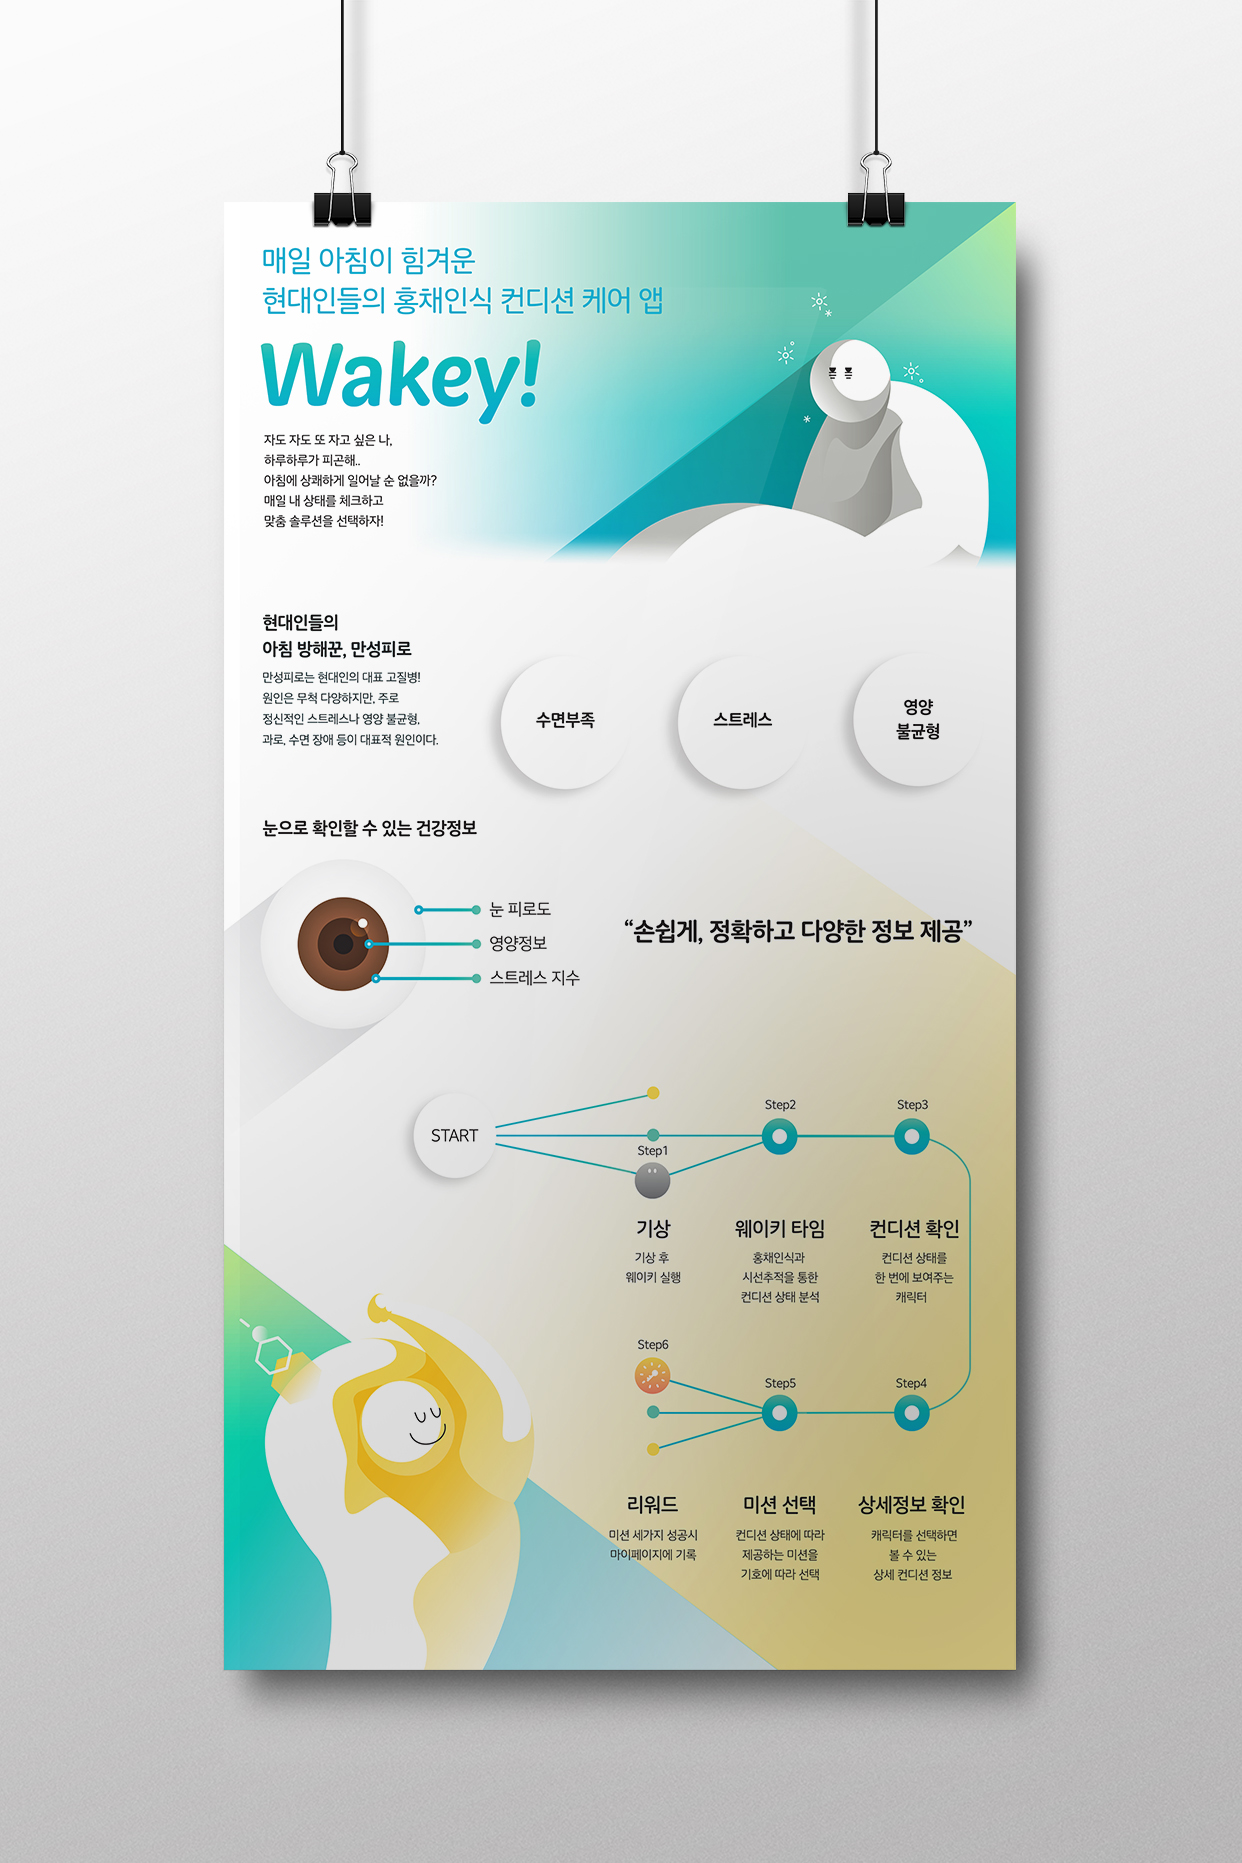 매일 아침이 힘겨운
현대인들의 홍채인식 컨디션 케어 앱
Wakey!
자도 자도 또 자고 싶은 나,
하루하루가 피곤해..
아침에 상쾌하게 일어날 순 없을까?
매일 내 상태를 체크하고
맞춤 솔루션을 선택하자!
현대인들의
아침 방해꾼, 만성피로
만성피로는 현대인의 대표 고질병!
원인은 무척 다양하지만, 주로
정신적인 스트레스나 영양 불균형,
과로, 수면 장애 등이 대표적 원인이다.
수면부족
스트레스
영양
불균형
눈으로 확인할 수 있는 건강정보
눈 피로도
영양정보
스트레스 지수
“손쉽게, 정확하고 다양한 정보 제공”
START
Step1
기상
기상 후
웨이키 실행
Step2
웨이키 타임
홍채인식과
시선추적을 통한
컨디션 상태 분석
Step3
컨디션 확인
컨디션 상태를
한 번에 보여주는
캐릭터
Step4
상세정보 확인
캐릭터를 선택하면
볼 수 있는
상세 컨디션 정보
Step5
미션 선택
컨디션 상태에 따라
제공하는 미션을
기호에 따라 선택
Step6
리워드
미션 세가지 성공시
마이페이지에 기록